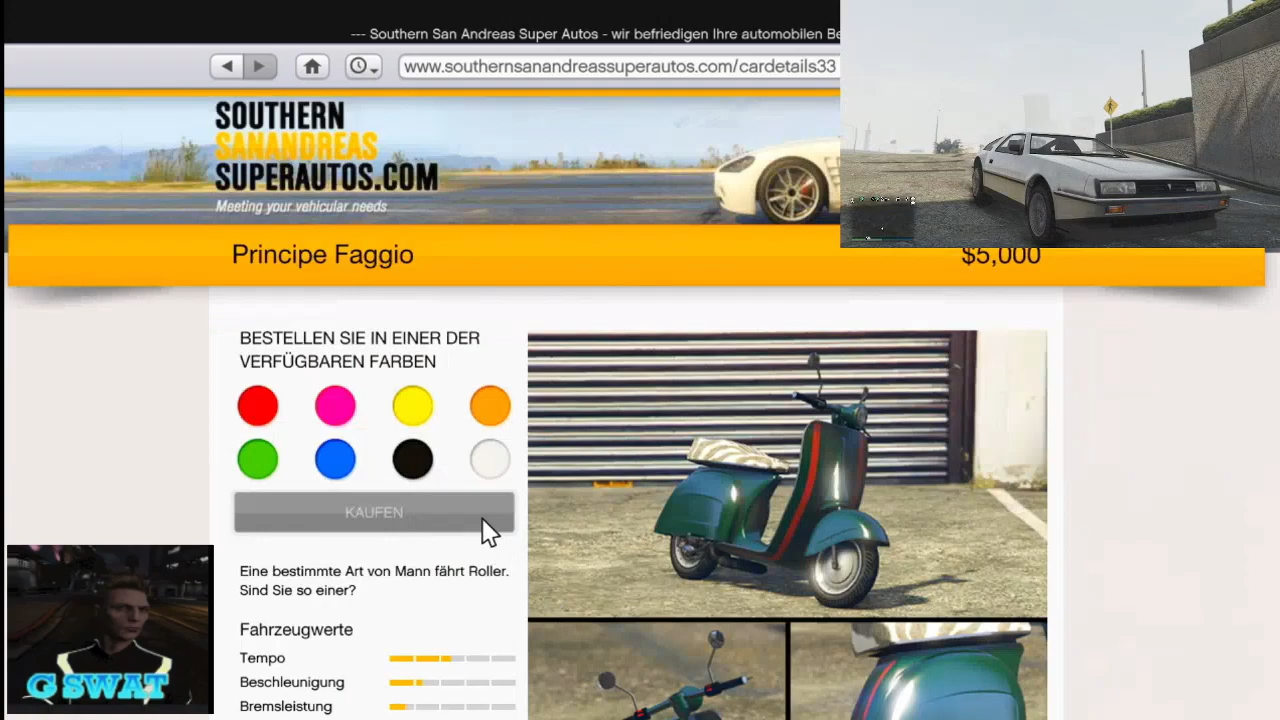 --- Southern San Andreas Super Autos - wir befriedigen Ihre automobilen Be
www.southernsanandreassuperautos.com/cardetails33
SOUTHERN
SANANDREAS
SUPERAUTOS.COM
Meeting your vehicular needs
Principe Faggio
$5,000
BESTELLEN SIE IN EINER DER
VERFÜGBAREN FARBEN
KAUFEN
Eine bestimmte Art von Mann fährt Roller.
Sind Sie so einer?
Fahrzeugwerte
Tempo
Beschleunigung
Bremsleistung
G SWAT